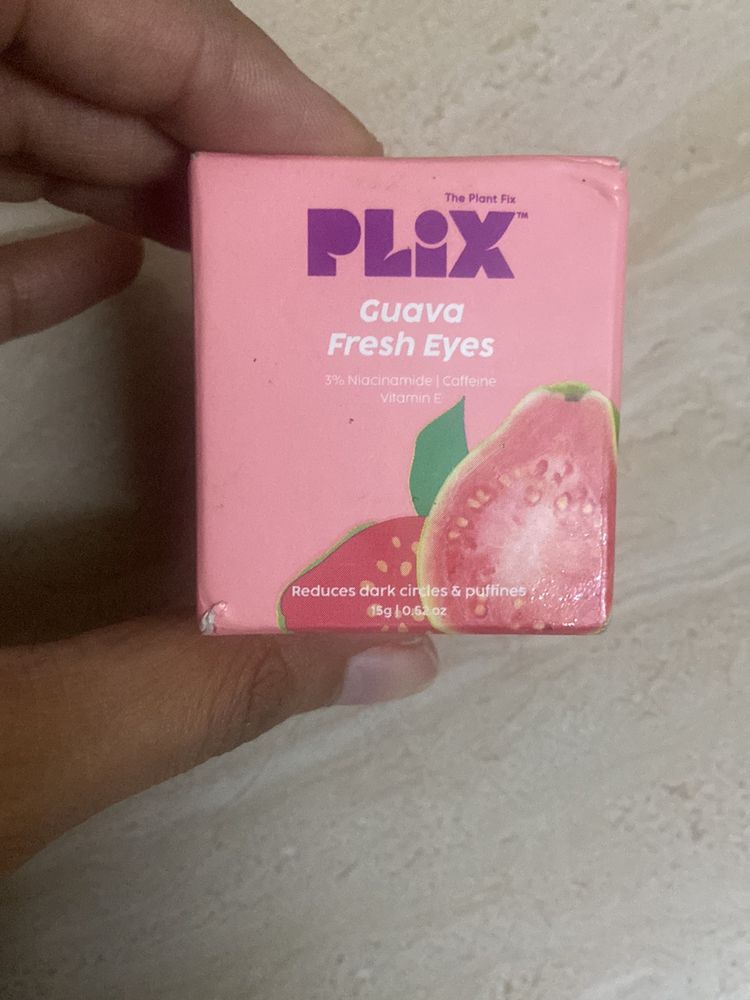 The Plant Fix
PLiX™
Guava
Fresh Eyes
3% Niacinamide | Caffeine
Vitamin E
Reduces dark circles & puffines
15g | 0.52 oz